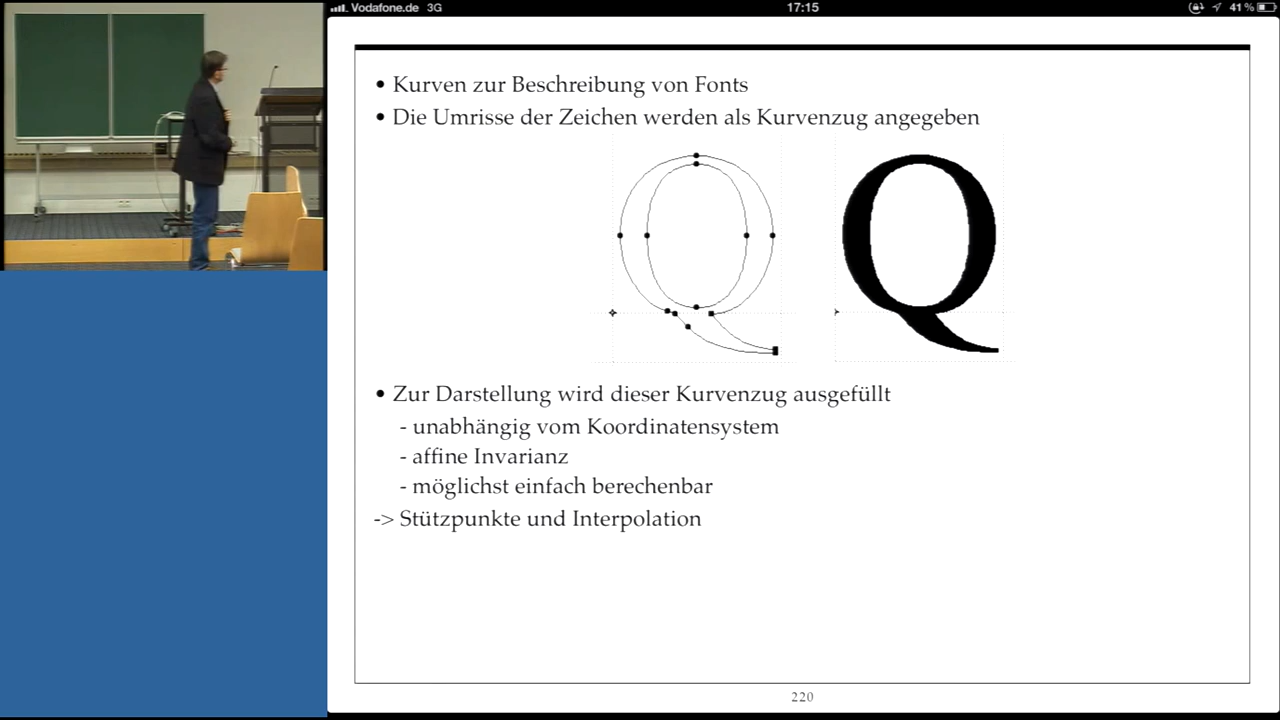 Vodafone.de 3G 17:15 41 %
• Kurven zur Beschreibung von Fonts
• Die Umrisse der Zeichen werden als Kurvenzug angegeben
Q Q
• Zur Darstellung wird dieser Kurvenzug ausgefüllt
- unabhängig vom Koordinatensystem
- affine Invarianz
- möglichst einfach berechenbar
-> Stützpunkte und Interpolation
220